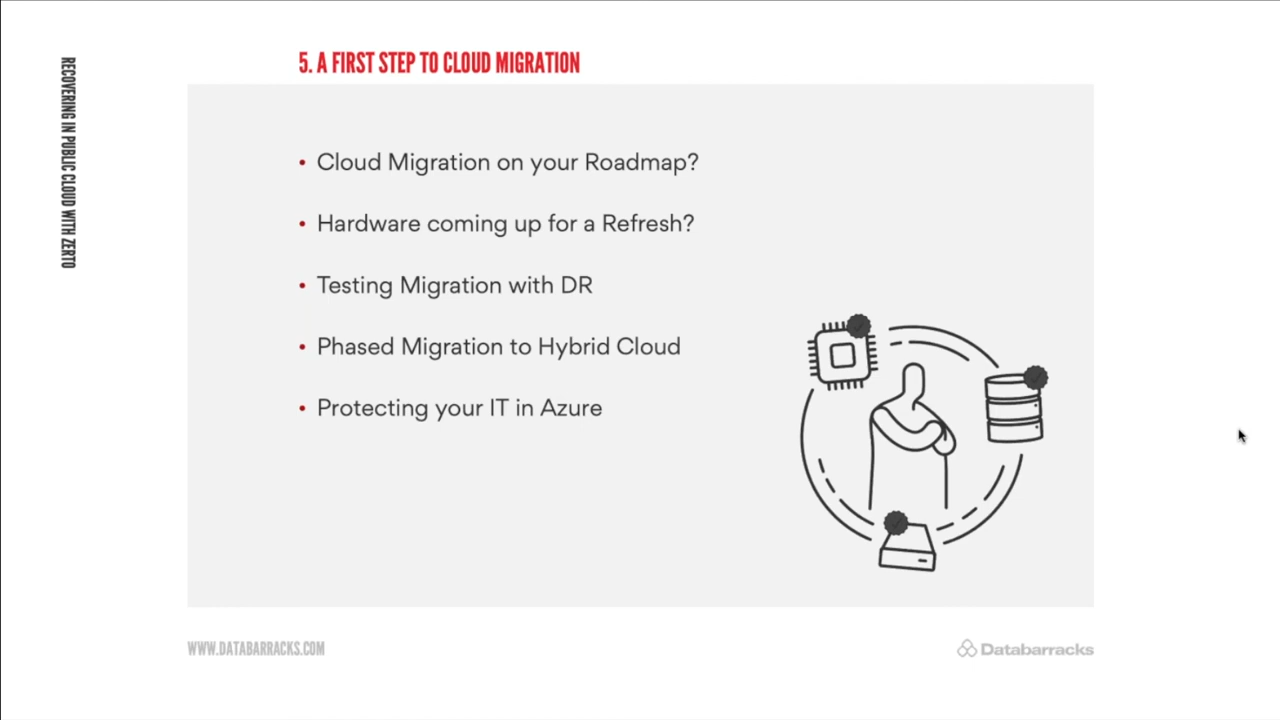 RECOVERING IN PUBLIC CLOUD WITH ZERTO
5. A FIRST STEP TO CLOUD MIGRATION
• Cloud Migration on your Roadmap?
• Hardware coming up for a Refresh?
• Testing Migration with DR
• Phased Migration to Hybrid Cloud
• Protecting your IT in Azure
WWW.DATABARRACKS.COM
Databarracks